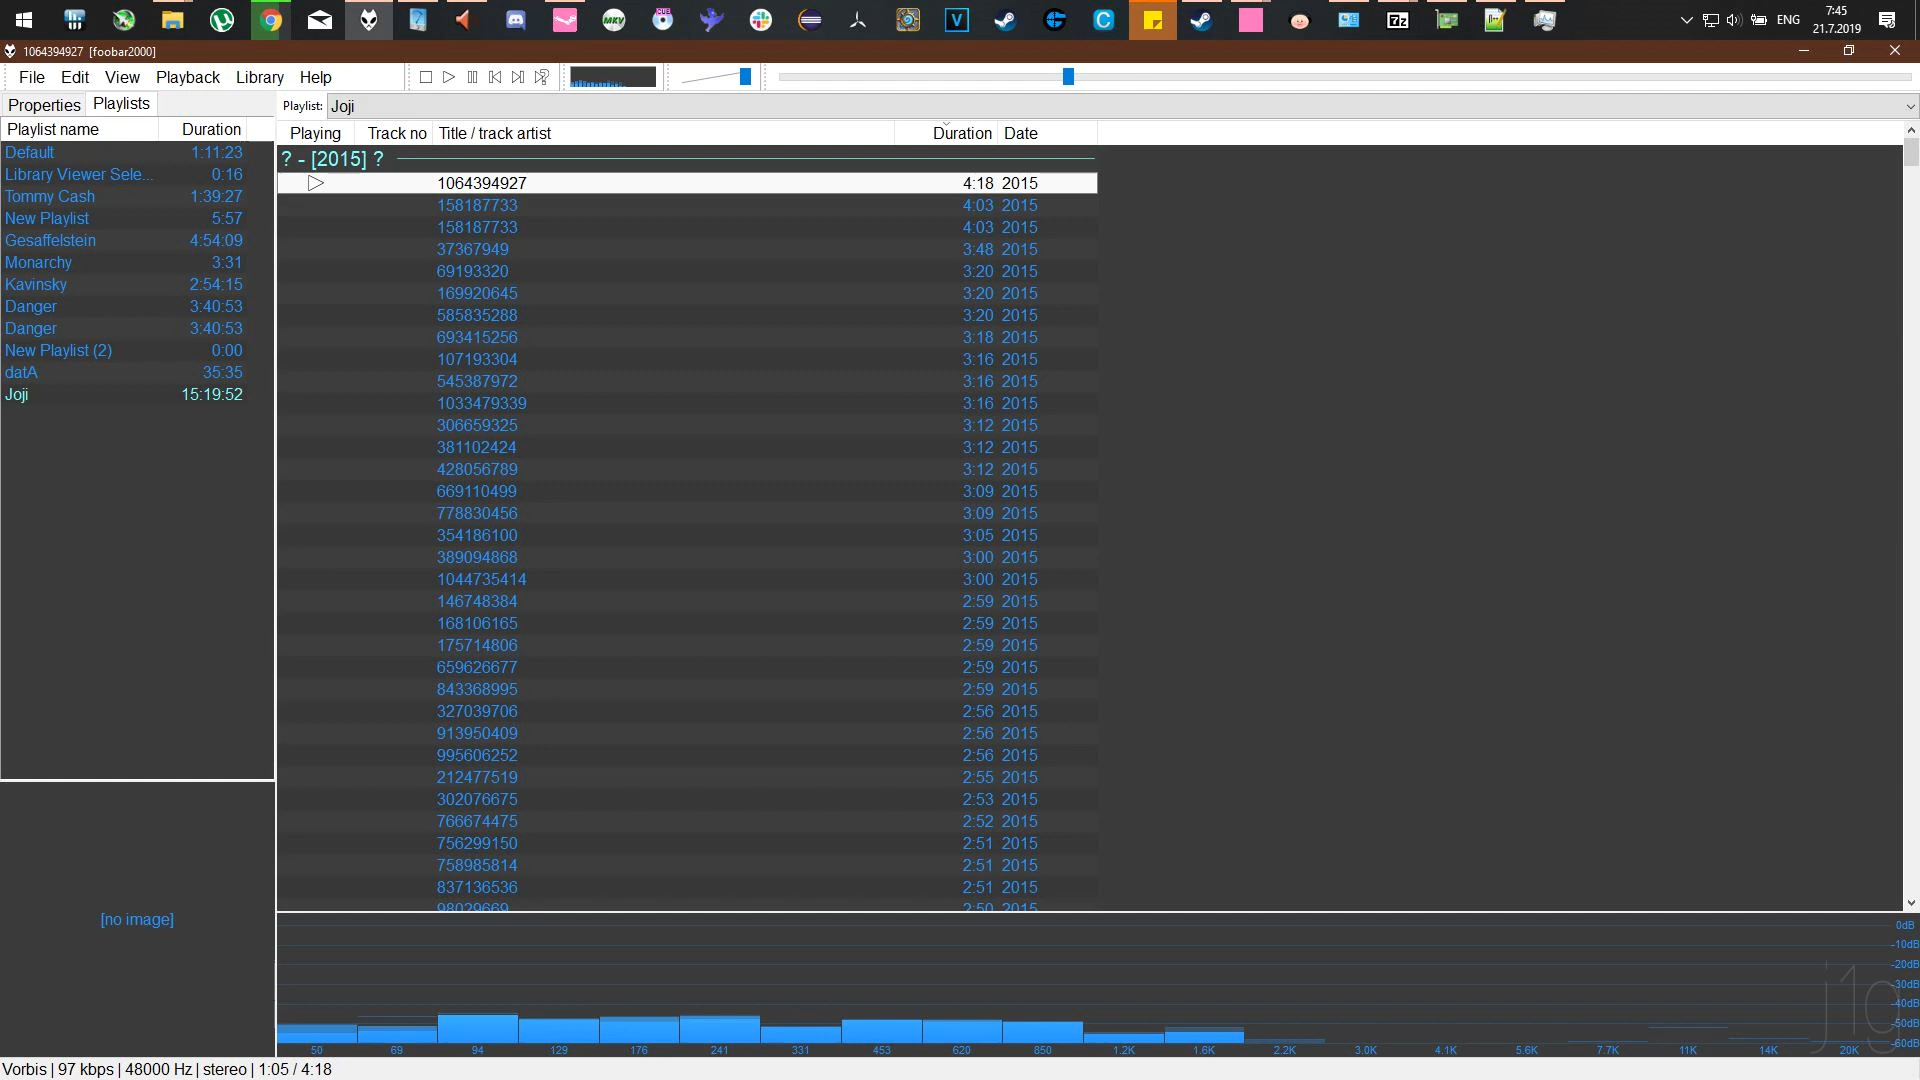 ENG
7:45
21.7.2019
CUE
MKV
7z
1064394927 [foobar2000]
File Edit View Playback Library Help
Properties Playlists
Playlist: Joji
Playlist name Duration
Default 1:11:23
Library Viewer Sele... 0:16
Tommy Cash 1:39:27
New Playlist 5:57
Gesaffelstein 4:54:09
Monarchy 3:31
Kavinsky 2:54:15
Danger 3:40:53
Danger 3:40:53
New Playlist (2) 0:00
datA 35:35
Joji 15:19:52
[no image]
Playing Track no Title / track artist Duration Date
? - [2015] ?
1064394927 4:18 2015
158187733 4:03 2015
158187733 4:03 2015
37367949 3:48 2015
69193320 3:20 2015
169920645 3:20 2015
585835288 3:20 2015
693415256 3:18 2015
107193304 3:16 2015
545387972 3:16 2015
1033479339 3:16 2015
306659325 3:12 2015
381102424 3:12 2015
428056789 3:12 2015
669110499 3:09 2015
778830456 3:09 2015
354186100 3:05 2015
389094868 3:00 2015
1044735414 3:00 2015
146748384 2:59 2015
168106165 2:59 2015
175714806 2:59 2015
659626677 2:59 2015
843368995 2:59 2015
327039706 2:56 2015
913950409 2:56 2015
995606252 2:56 2015
212477519 2:55 2015
302076675 2:53 2015
766674475 2:52 2015
756299150 2:51 2015
758985814 2:51 2015
837136536 2:51 2015
98029669 2:50 2015
0dB
-10dB
-20dB
-30dB
-40dB
-50dB
-60dB
50 69 94 129 176 241 331 453 620 850 1.2K 1.6K 2.2K 3.0K 4.1K 5.6K 7.7K 11K 14K 20K
Vorbis | 97 kbps | 48000 Hz | stereo | 1:05 / 4:18